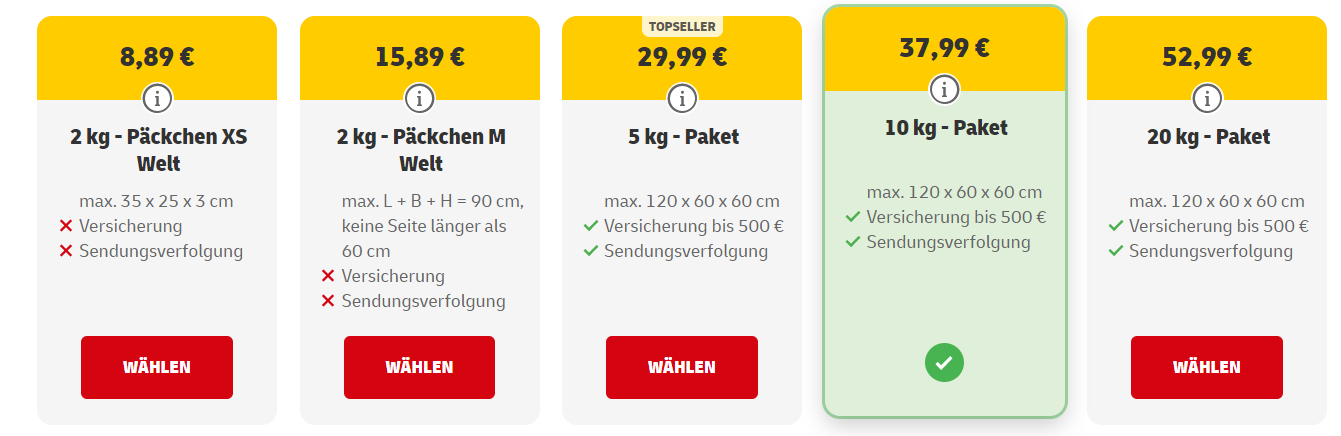 8,89 €
2 kg - Päckchen XS
Welt
max. 35 x 25 x 3 cm
Versicherung
Sendungsverfolgung
WÄHLEN
15,89 €
2 kg - Päckchen M
Welt
max. L + B + H = 90 cm,
keine Seite länger als
60 cm
Versicherung
Sendungsverfolgung
WÄHLEN
TOPSELLER
29,99 €
5 kg - Paket
max. 120 x 60 x 60 cm
Versicherung bis 500 €
Sendungsverfolgung
WÄHLEN
37,99 €
10 kg - Paket
max. 120 x 60 x 60 cm
Versicherung bis 500 €
Sendungsverfolgung
52,99 €
20 kg - Paket
max. 120 x 60 x 60 cm
Versicherung bis 500 €
Sendungsverfolgung
WÄHLEN